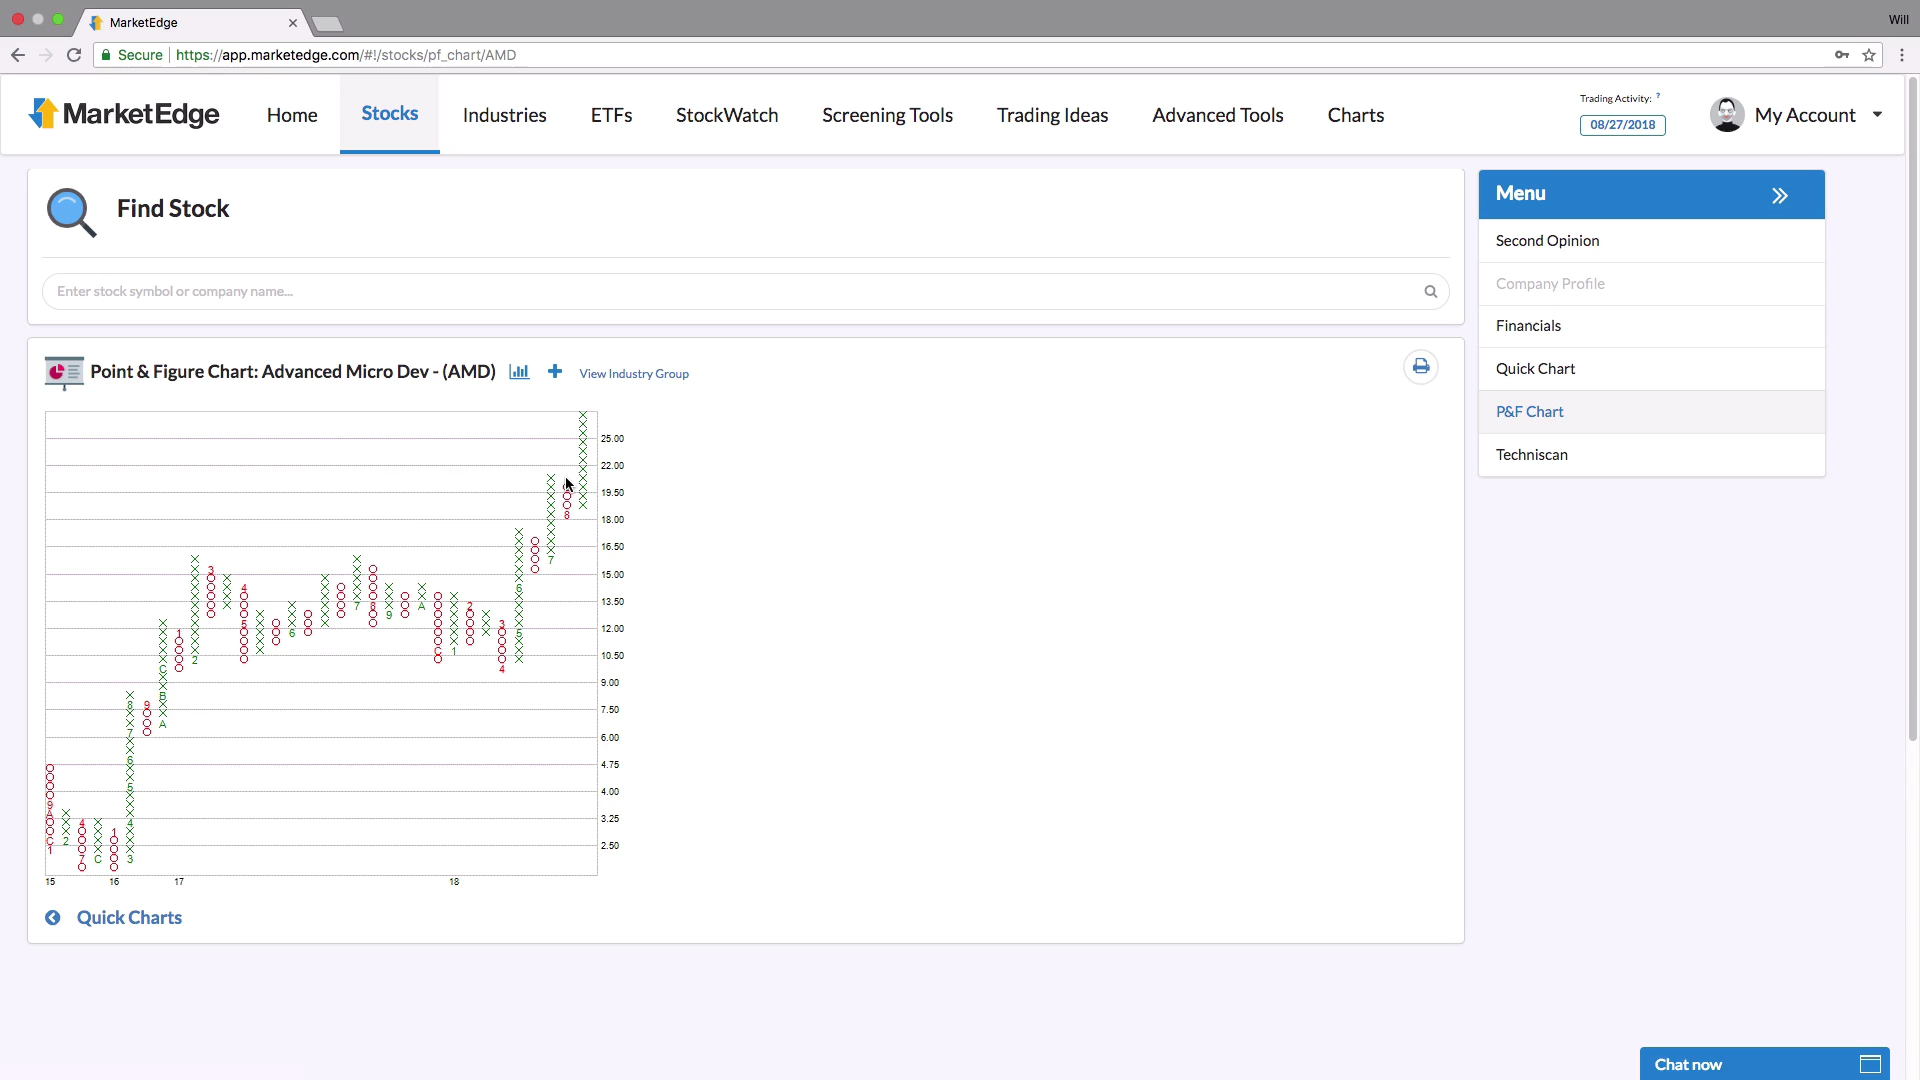 MarketEdge
Will
Secure https://app.marketedge.com/#!/stocks/pf_chart/AMD
MarketEdge Home Stocks Industries ETFs StockWatch Screening Tools Trading Ideas Advanced Tools Charts
Trading Activity: ?
08/27/2018
My Account
Find Stock
Enter stock symbol or company name...
Menu
Second Opinion
Company Profile
Financials
Quick Chart
P&F Chart
Techniscan
Point & Figure Chart: Advanced Micro Dev - (AMD)
View Industry Group
25.00
22.00
19.50
18.00
16.50
15.00
13.50
12.00
10.50
9.00
7.50
6.00
4.75
4.00
3.25
2.50
15 16 17 18
Quick Charts
Chat now